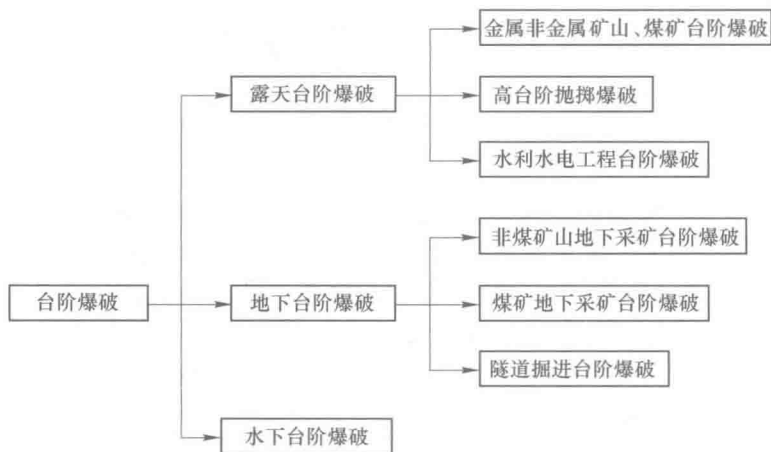 金属非金属矿山、煤矿台阶爆破
露天台阶爆破
高台阶抛掷爆破
水利水电工程台阶爆破
非煤矿山地下采矿台阶爆破
台阶爆破
地下台阶爆破
煤矿地下采矿台阶爆破
隧道掘进台阶爆破
水下台阶爆破